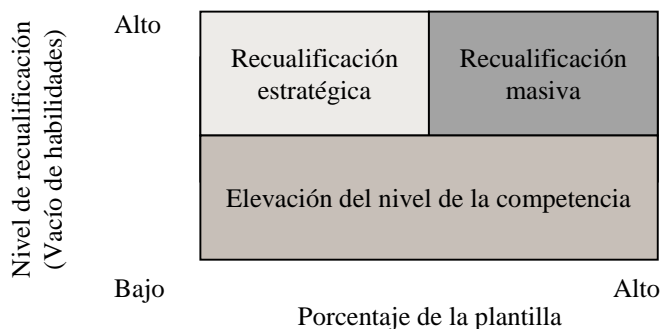 Nivel de recualificación
(Vacío de habilidades)
Alto
Recualificación
estratégica
Recualificación
masiva
Elevación del nivel de la competencia
Bajo
Alto
Porcentaje de la plantilla